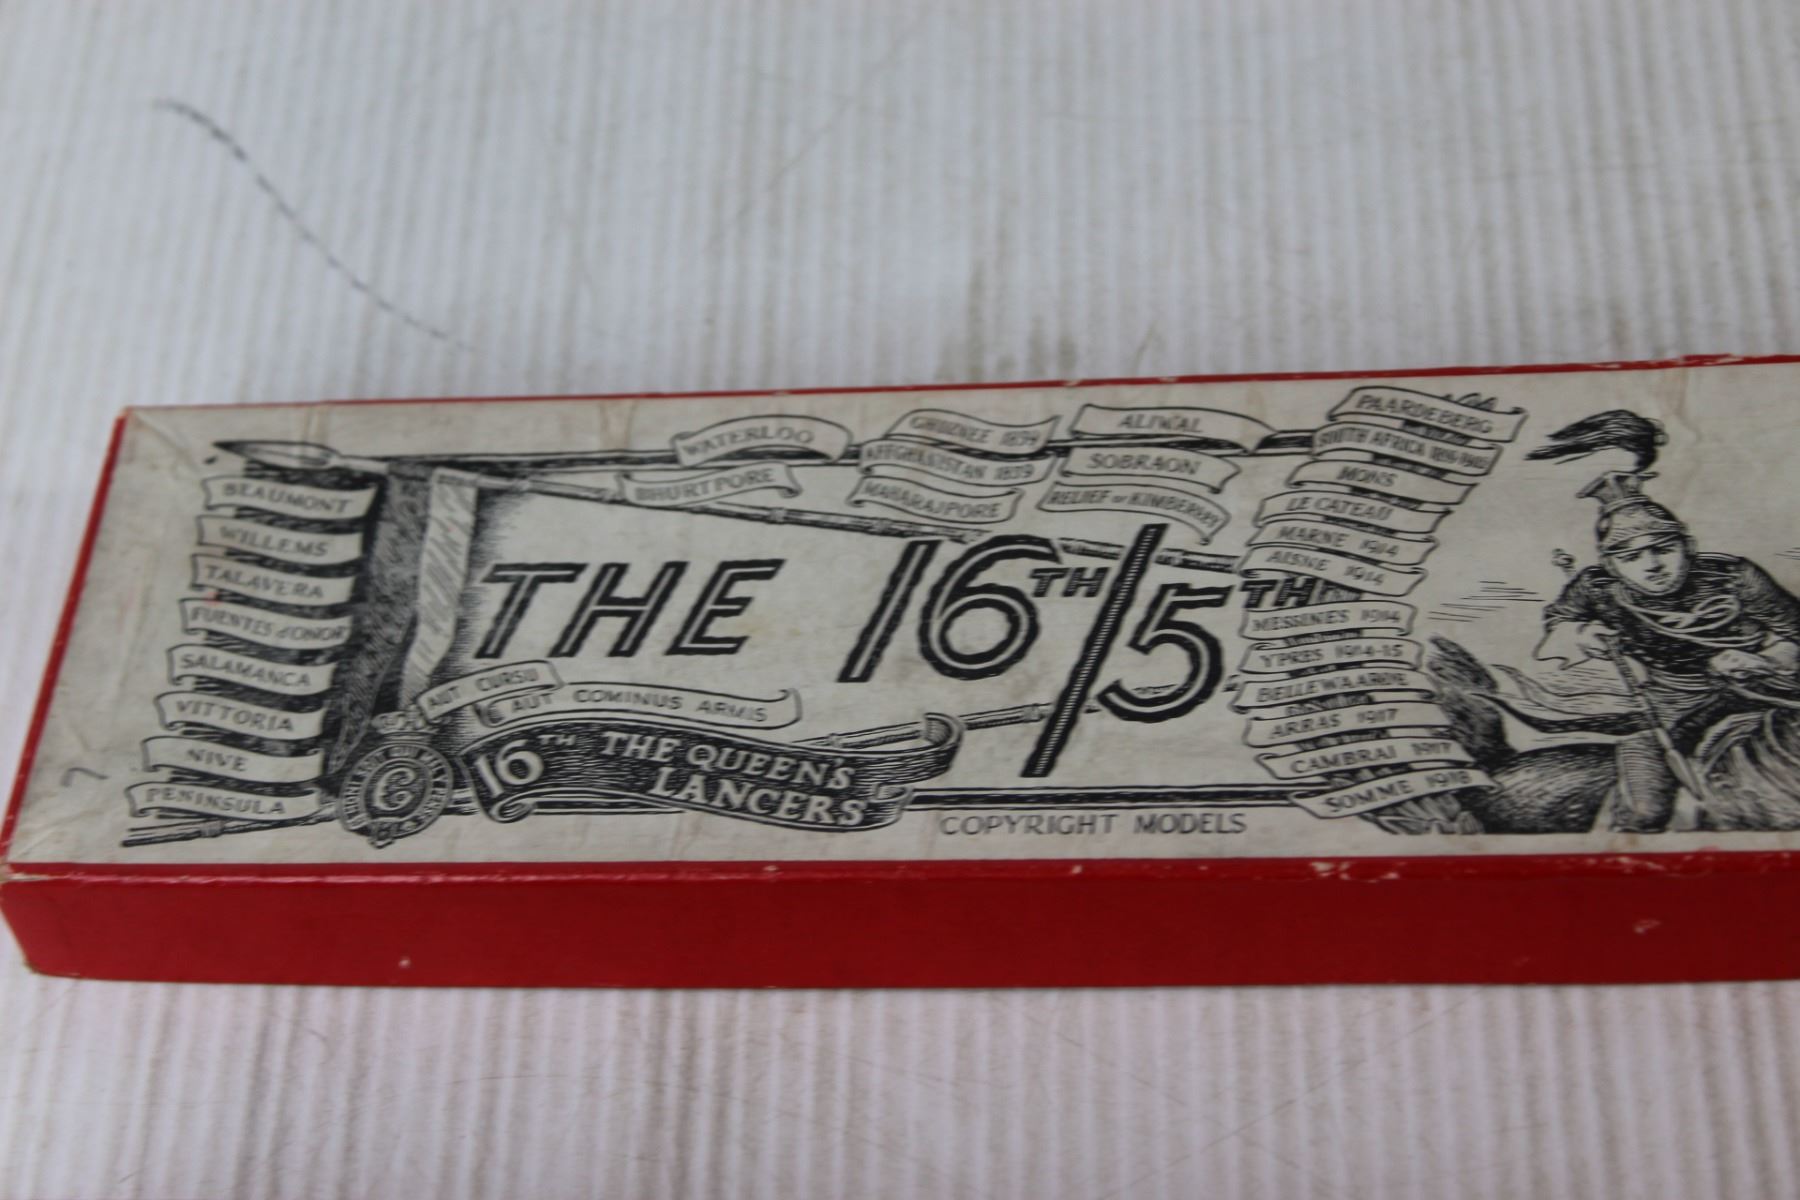 BEAUMONT
WILLEMS
TALAVERA
FUENTES d'ONOR
SALAMANCA
VITTORIA
NIVE
PENINSULA
WATERLOO
BHURTPORE
GHUZNEE 1839
AFFGHANISTAN 1839
MAHARAJPORE
ALIWAL
SOBRAON
RELIEF OF KIMBERLEY
PAARDEBERG
SOUTH AFRICA
MONS
LE CATEAU
MARNE 1914
AISNE 1914
MESSINES 1914
YPRES 1914-15
BELLEWAARDE
ARRAS 1917
CAMBRAI 1917
SOMME 1918
THE 16TH/5TH
AUT CURSU
AUT COMINUS ARMIS
16TH THE QUEEN'S
LANCERS
COPYRIGHT MODELS
7